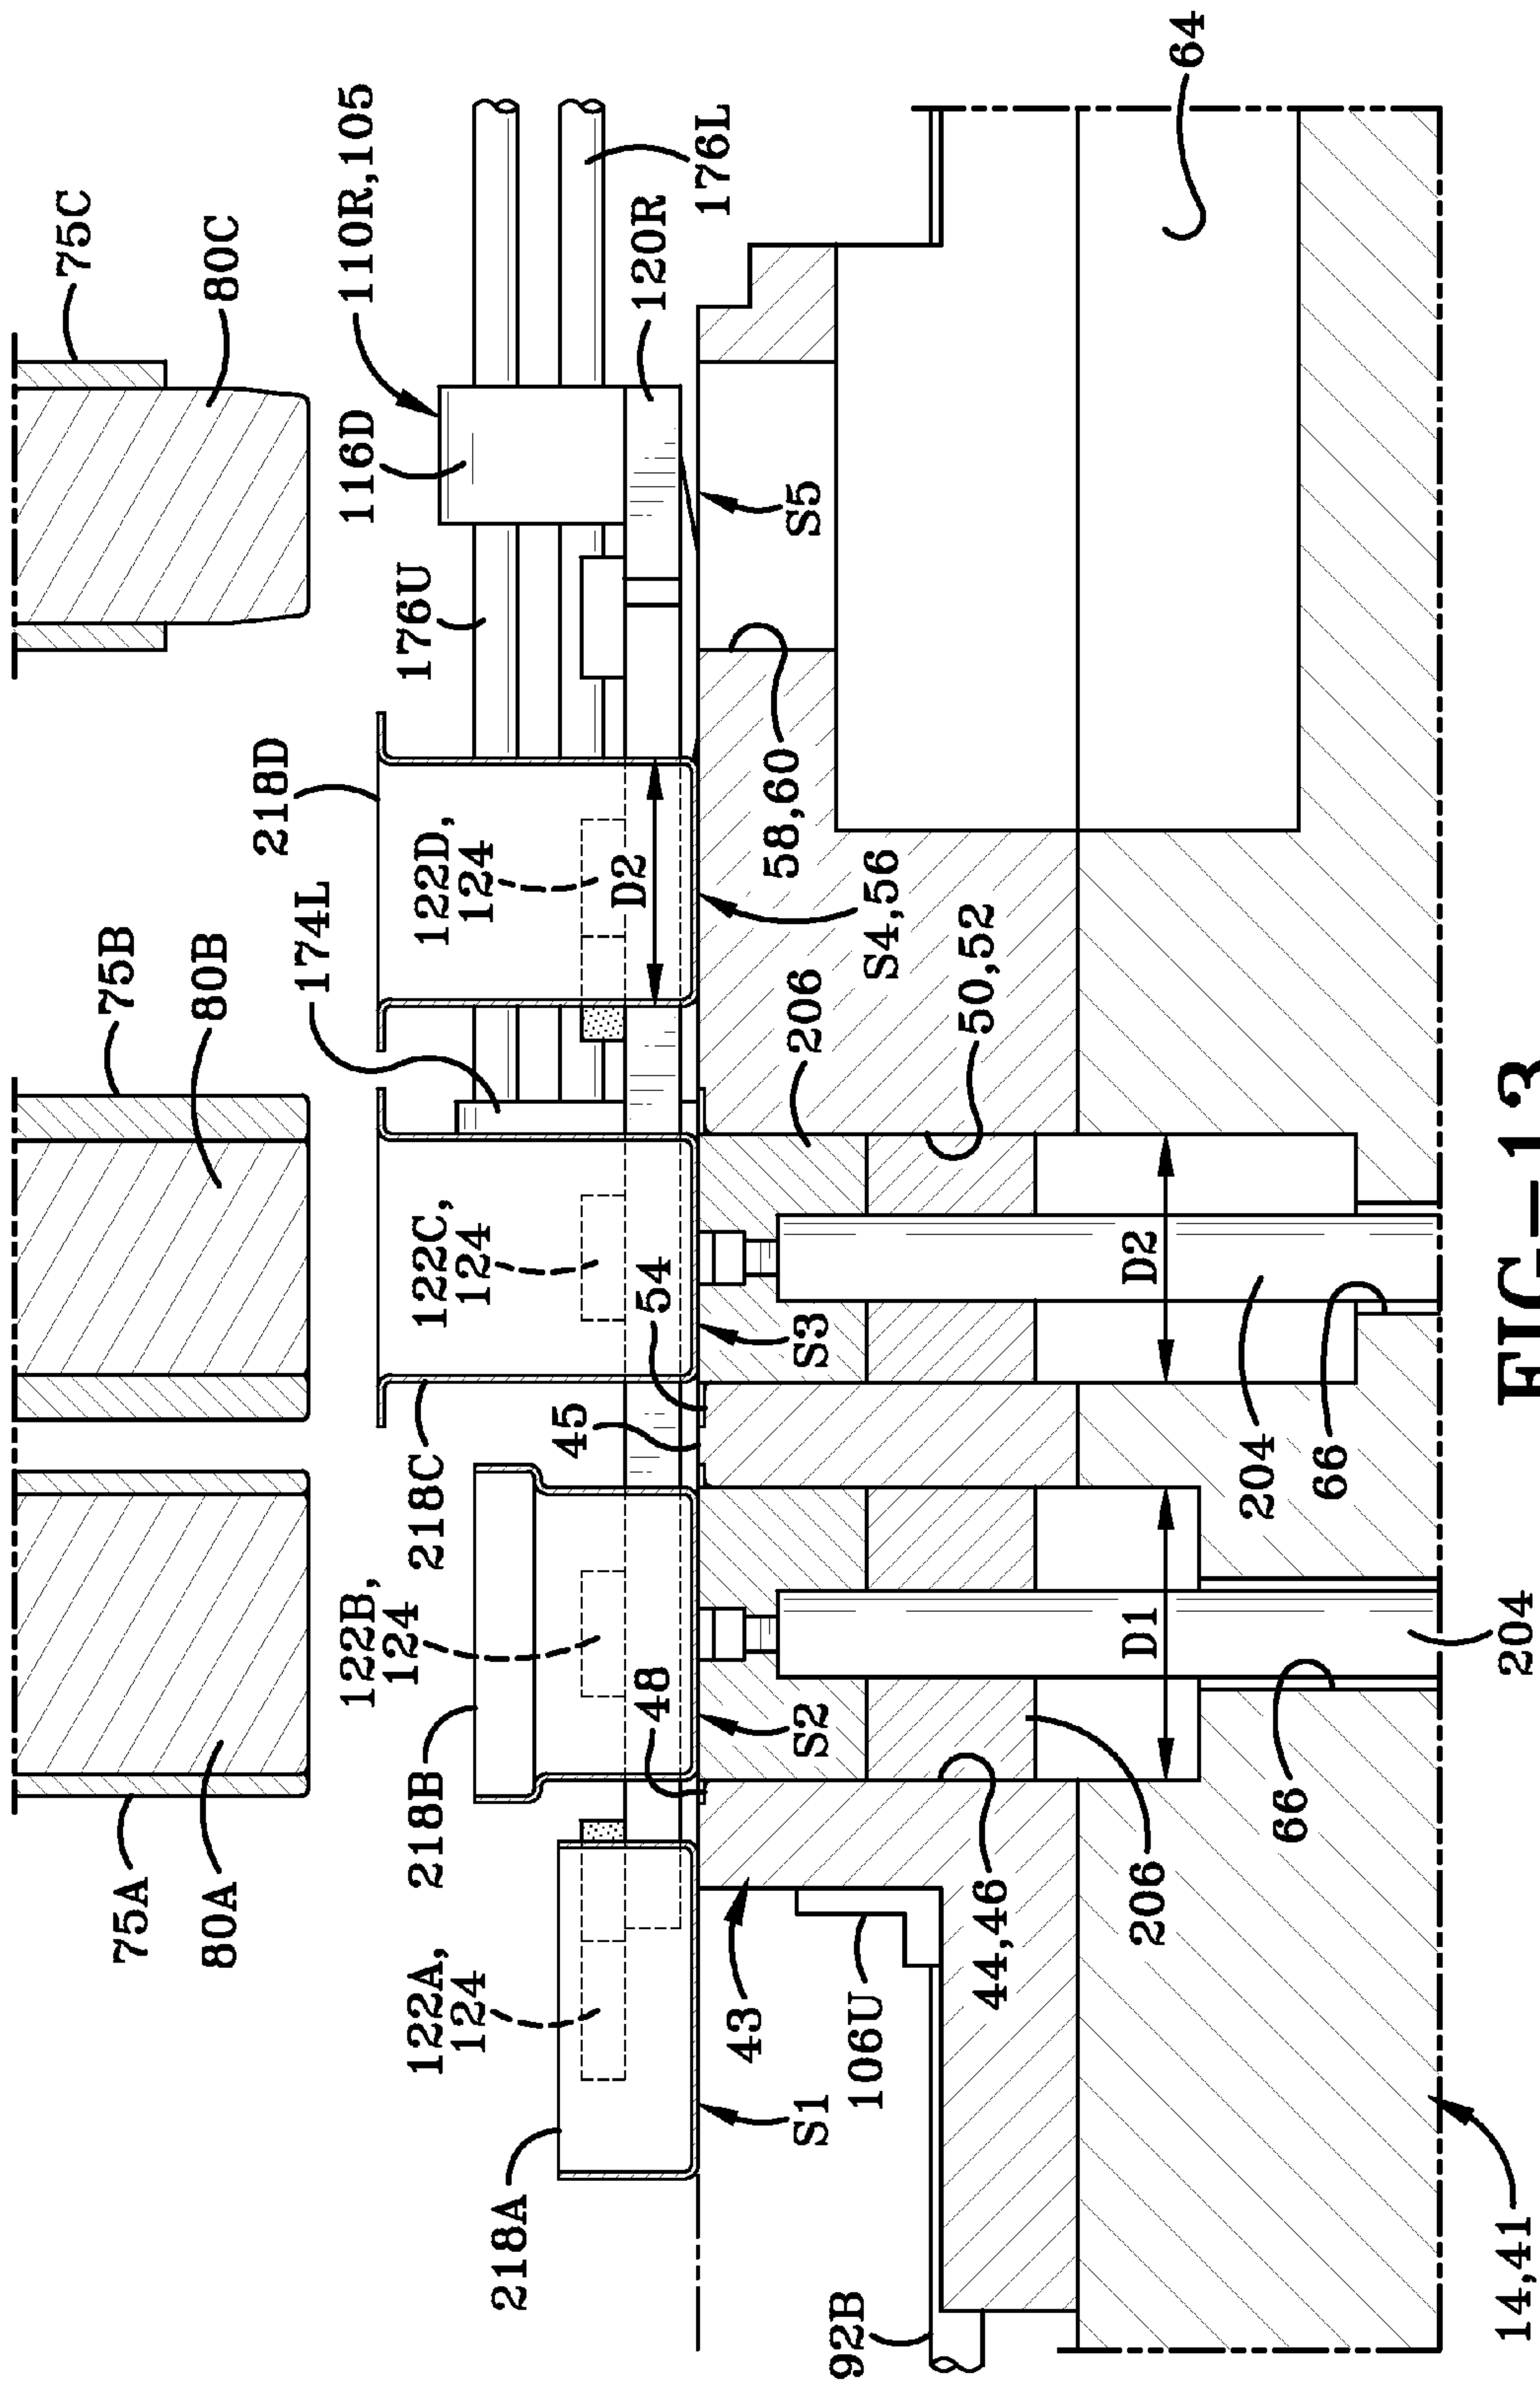 75A
80A
75B
80B
75C
80C
218A
122A,
124
218B
122B,
124
218C
122C,
124
174L
218D
122D,
124
D2
176U
116D
110R,105
176L
120R
92B
106U
43
S1
48
S2
45
54
S3
206
50,52
S4,56
58,60
S5
64
44,46
206
D1
D2
66
204
66
204
14,41
FIG-13